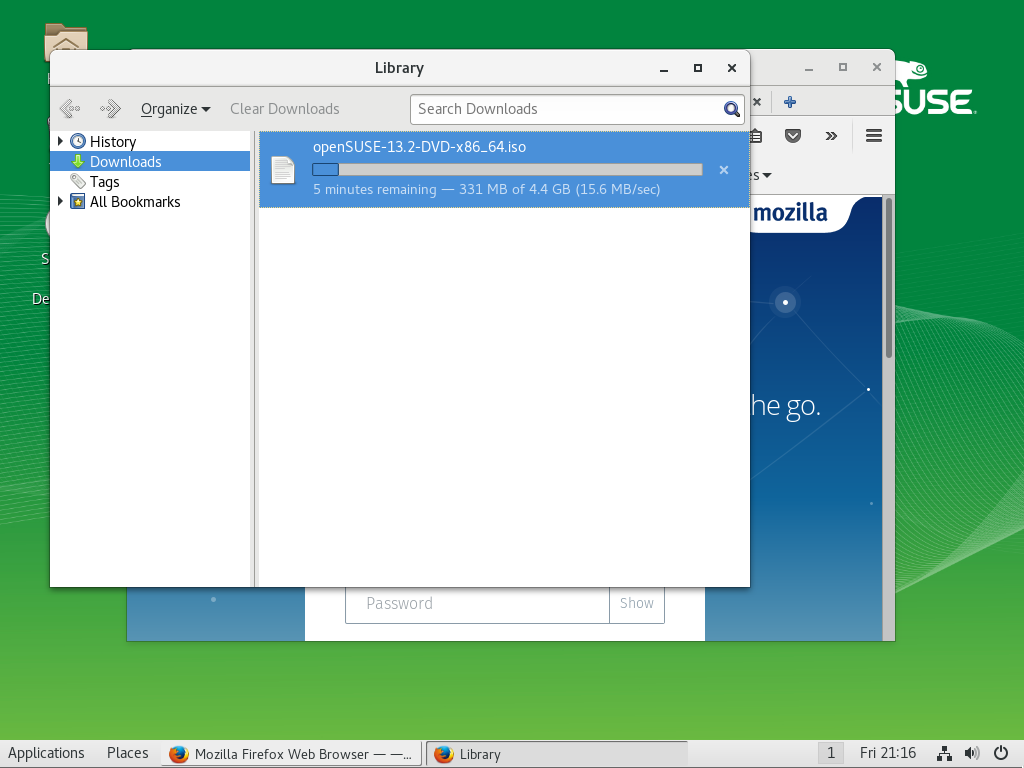 Library
Organize
Clear Downloads
Search Downloads
History
Downloads
Tags
All Bookmarks
openSUSE-13.2-DVD-x86_64.iso
5 minutes remaining — 331 MB of 4.4 GB (15.6 MB/sec)
SUSE
mozilla
he go.
Password
Show
De
Applications
Places
Mozilla Firefox Web Browser — —...
Library
1
Fri 21:16